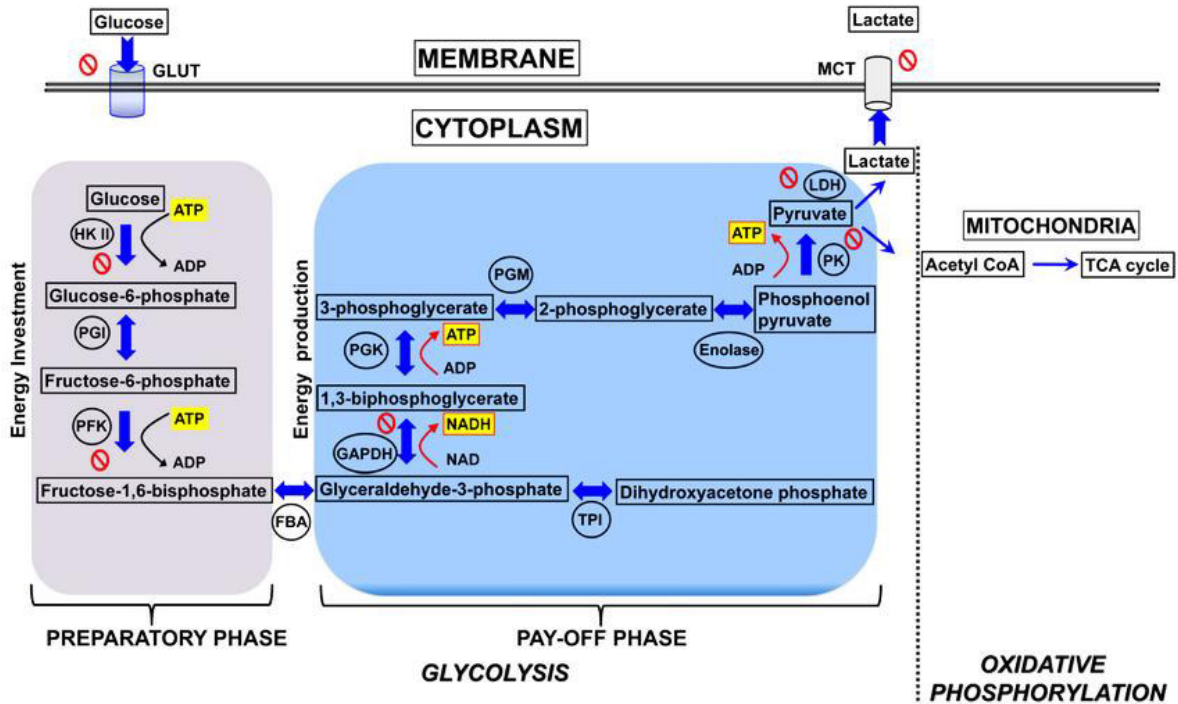 Glucose
Lactate
GLUT
MEMBRANE
MCT
CYTOPLASM
Lactate
Energy Investment
Glucose
ATP
HK II
ADP
Glucose-6-phosphate
PGI
Fructose-6-phosphate
ATP
PFK
ADP
Fructose-1,6-bisphosphate
FBA
Energy production
LDH
Pyruvate
ATP
ADP
PK
PGM
3-phosphoglycerate
2-phosphoglycerate
Phosphoenol
pyruvate
Enolase
PGK
ATP
ADP
1,3-biphosphoglycerate
NADH
GAPDH
NAD
Glyceraldehyde-3-phosphate
Dihydroxyacetone phosphate
TPI
MITOCHONDRIA
Acetyl CoA
TCA cycle
PREPARATORY PHASE
PAY-OFF PHASE
GLYCOLYSIS
OXIDATIVE
PHOSPHORYLATION